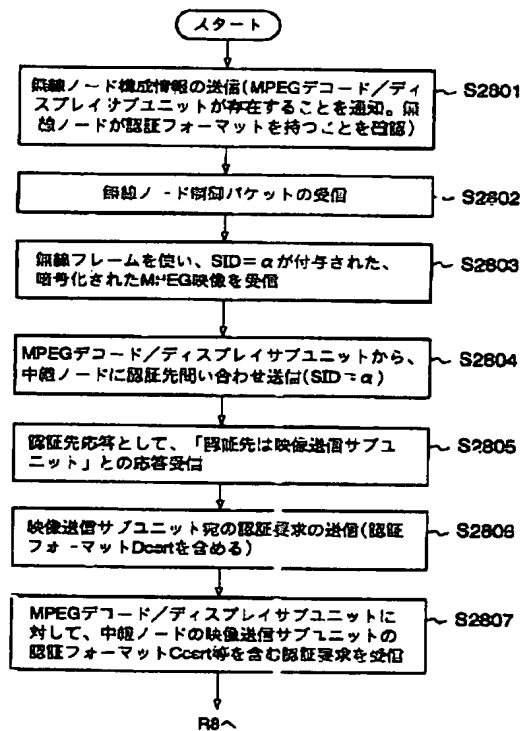 スタート
無線ノード構成情報の送信(MPEGデコード/ディ
スプレイサブユニットが存在することを通知。無
線ノードが認証フォーマットを持つことを確認)
S2801
無線ノード制御パケットの受信
S2802
無線フレームを使い、SID=αが付与された、
暗号化されたMPEG映像を受信
S2803
MPEGデコード/ディスプレイサブユニットから、
中継ノードに認証先問い合わせ送信(SID=α)
S2804
認証先応答として、「認証先は映像送信サブユ
ニット」との応答受信
S2805
映像送信サブユニット宛の認証要求の送信(認証
フォーマットDcertを含める)
S2806
MPEGデコード/ディスプレイサブユニットに
対して、中継ノードの映像送信サブユニットの
認証フォーマットCcert等を含む認証要求を受信
S2807
R8へ